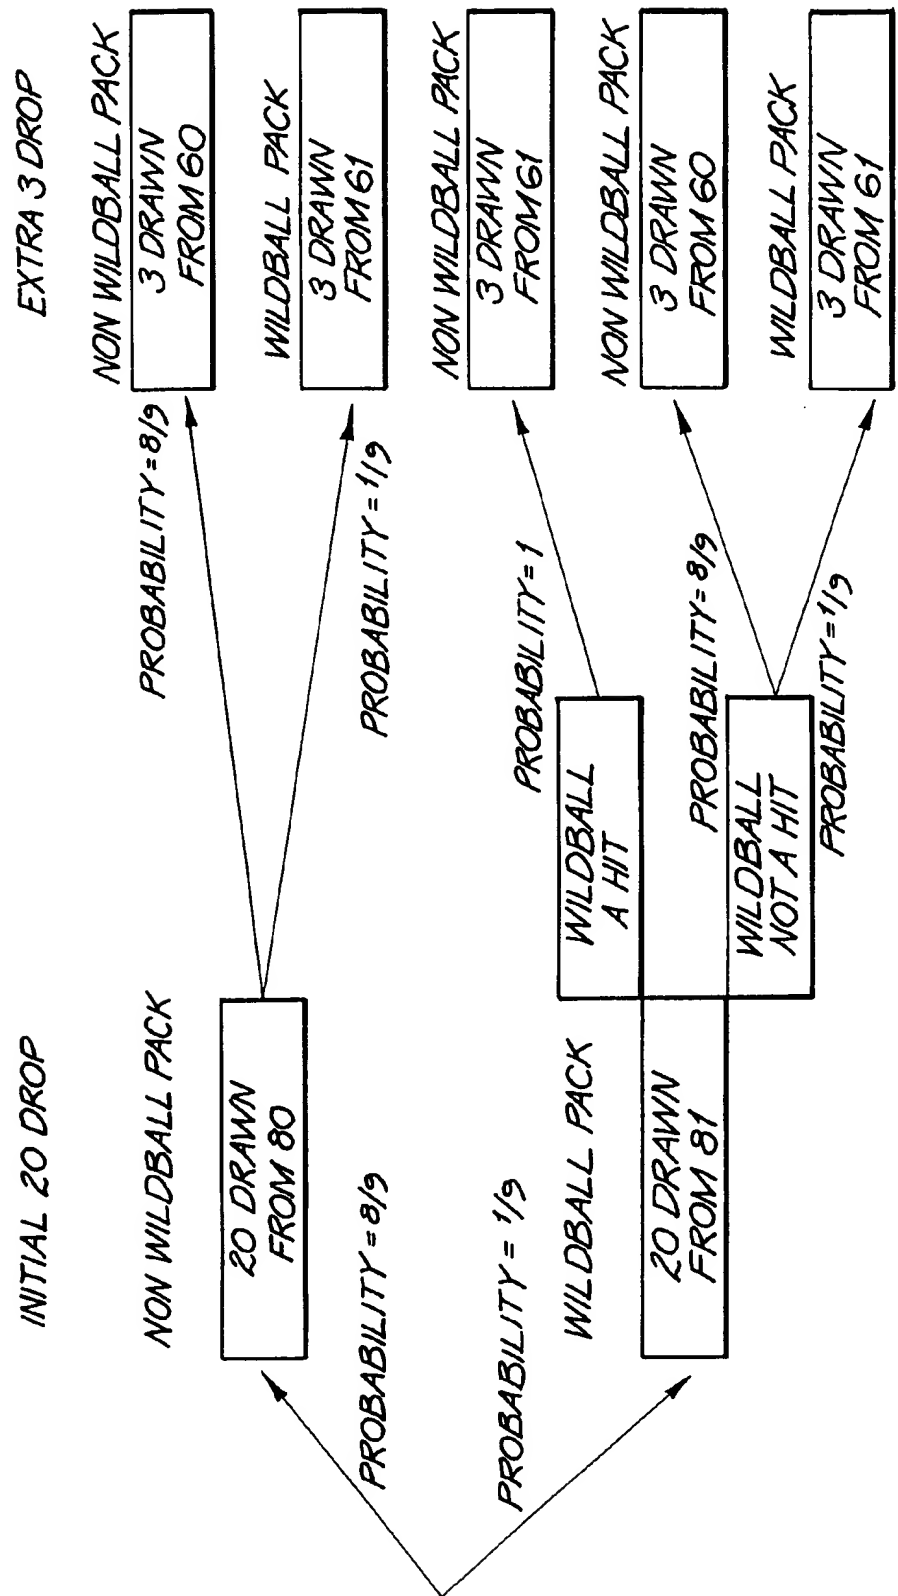 INITIAL 20 DROP
EXTRA 3 DROP
NON WILDBALL PACK
20 DRAWN
FROM 80
PROBABILITY = 8/9
PROBABILITY = 8/9
NON WILDBALL PACK
3 DRAWN
FROM 60
PROBABILITY = 1/9
WILDBALL PACK
3 DRAWN
FROM 61
PROBABILITY = 1/9
WILDBALL PACK
20 DRAWN
FROM 81
WILDBALL
A HIT
PROBABILITY = 1
NON WILDBALL PACK
3 DRAWN
FROM 61
WILDBALL
NOT A HIT
PROBABILITY = 8/9
NON WILDBALL PACK
3 DRAWN
FROM 60
PROBABILITY = 1/9
WILDBALL PACK
3 DRAWN
FROM 61